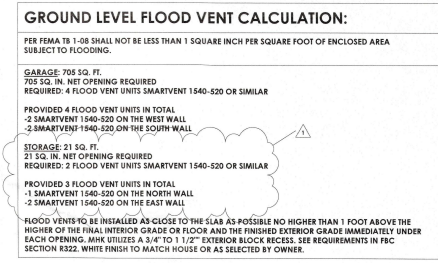 GROUND LEVEL FLOOD VENT CALCULATION:
PER FEMA TB 1-08 SHALL NOT BE LESS THAN 1 SQUARE INCH PER SQUARE FOOT OF ENCLOSED AREA
SUBJECT TO FLOODING.
GARAGE: 705 SQ. FT.
705 SQ. IN. NET OPENING REQUIRED
REQUIRED: 4 FLOOD VENT UNITS SMARTVENT 1540-520 OR SIMILAR
PROVIDED 4 FLOOD VENT UNITS IN TOTAL
-2 SMARTVENT 1540-520 ON THE WEST WALL
-2 SMARTVENT 1540-520 ON THE SOUTH WALL
STORAGE: 21 SQ. FT.
21 SQ. IN. NET OPENING REQUIRED
REQUIRED: 2 FLOOD VENT UNITS SMARTVENT 1540-520 OR SIMILAR
PROVIDED 3 FLOOD VENT UNITS IN TOTAL
-1 SMARTVENT 1540-520 ON THE NORTH WALL
-2 SMARTVENT 1540-520 ON THE EAST WALL
1
FLOOD VENTS TO BE INSTALLED AS CLOSE TO THE SLAB AS POSSIBLE NO HIGHER THAN 1 FOOT ABOVE THE
HIGHER OF THE FINAL INTERIOR GRADE OR FLOOR AND THE FINISHED EXTERIOR GRADE IMMEDIATELY UNDER
EACH OPENING. MHK UTILIZES A 3/4" TO 1 1/2"" EXTERIOR BLOCK RECESS. SEE REQUIREMENTS IN FBC
SECTION R322. WHITE FINISH TO MATCH HOUSE OR AS SELECTED BY OWNER.